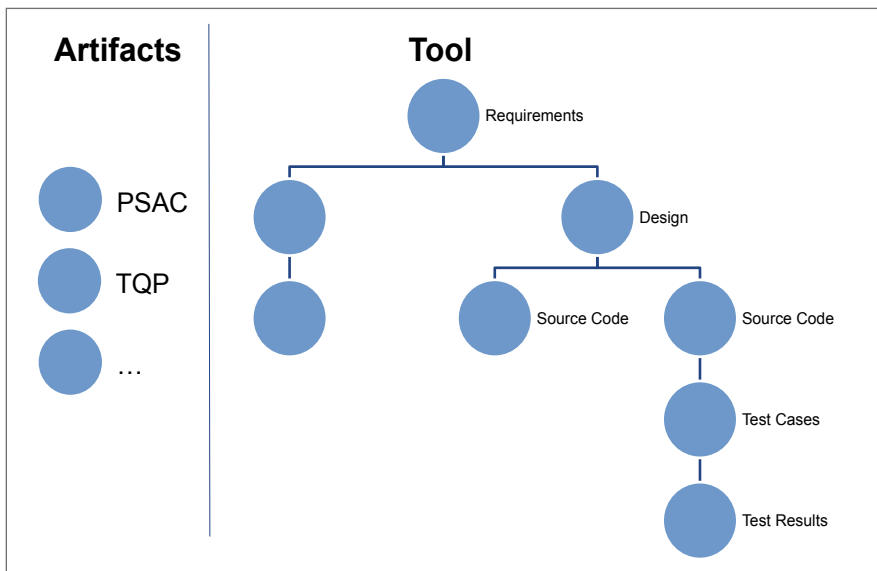 Artifacts
Tool
Requirements
PSAC
Design
TQP
Source Code
Source Code
…
Test Cases
Test Results